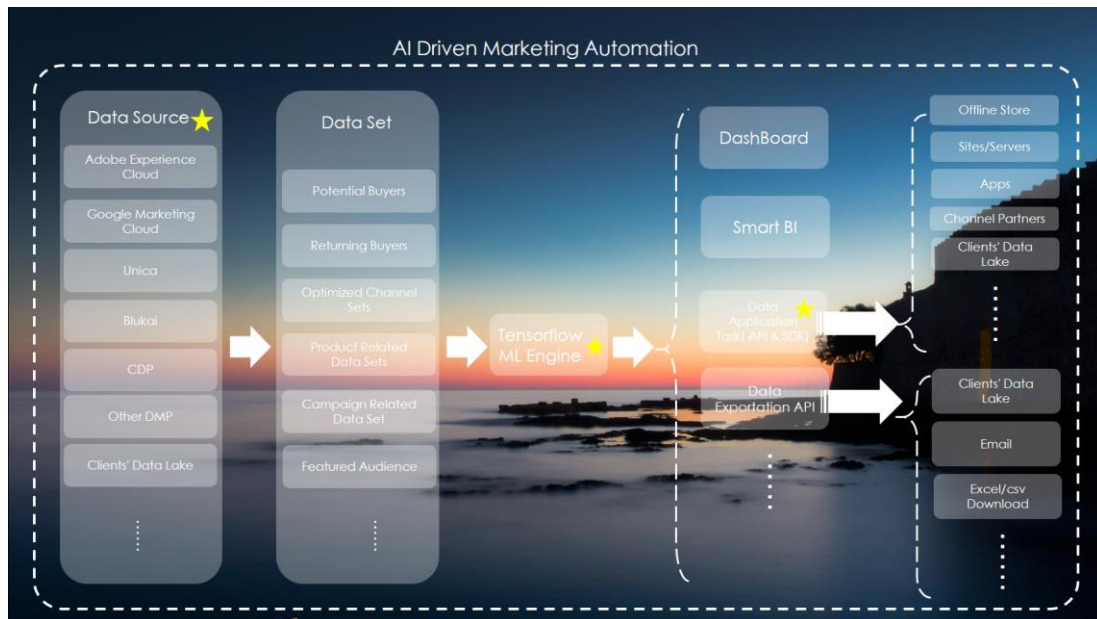 AI Driven Marketing Automation
Data Source
Adobe Experience
Cloud
Google Marketing
Cloud
Unica
Blukai
CDP
Other DMP
Clients' Data Lake
Data Set
Potential Buyers
Returning Buyers
Optimized Channel
Sets
Product Related
Data Sets
Campaign Related
Data Set
Featured Audience
Tensorflow
ML Engine
DashBoard
Smart BI
Data
Application
Task( API & SDK)
Data
Exportation API
Offline Store
Sites/Servers
Apps
Channel Partners
Clients' Data
Lake
Clients' Data
Lake
Email
Excel/csv
Download